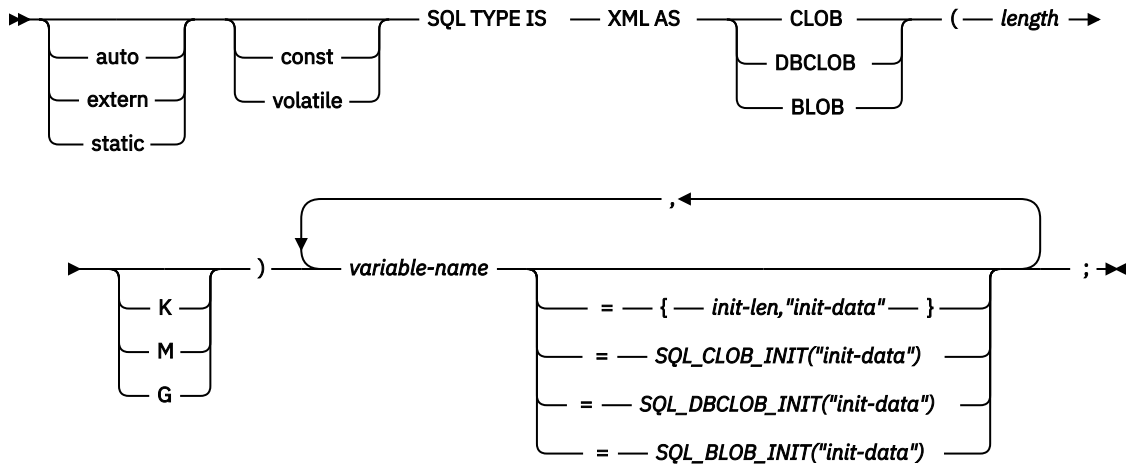 SQL TYPE IS XML AS CLOB ( length
auto const DBCLOB
extern volatile BLOB
static
,
) variable-name ;
K = { init-len,"init-data" }
M = SQL_CLOB_INIT("init-data")
G = SQL_DBCLOB_INIT("init-data")
= SQL_BLOB_INIT("init-data")